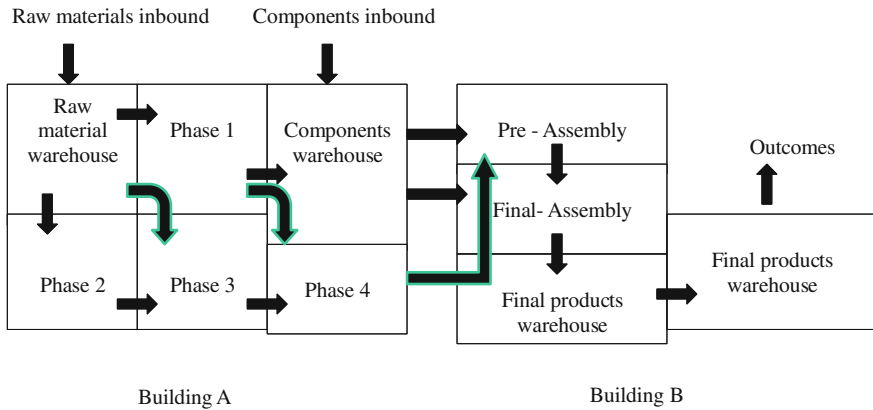 Raw materials inbound
Components inbound
Raw
material
warehouse
Phase 1
Components
warehouse
Pre - Assembly
Outcomes
Final- Assembly
Phase 2
Phase 3
Phase 4
Final products
warehouse
Final products
warehouse
Building A
Building B